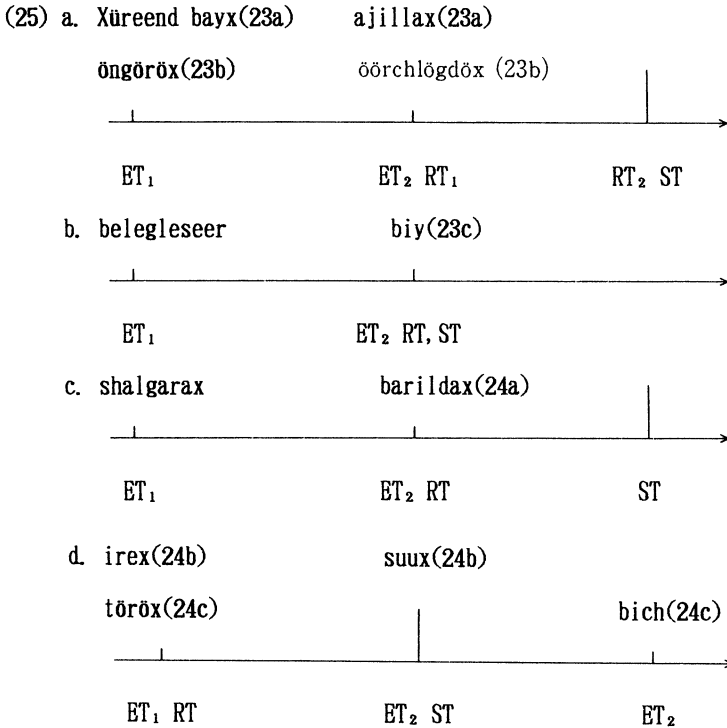 (25) a. Xüreend bayx(23a) ajillax(23a)
öngöröx(23b) öörchlögdöx (23b)
ET₁ ET₂ RT₁ RT₂ ST
b. belegleseer biy(23c)
ET₁ ET₂ RT, ST
c. shalgarax barildax(24a)
ET₁ ET₂ RT ST
d. irex(24b) suux(24b)
töröx(24c) bich(24c)
ET₁ RT ET₂ ST ET₂